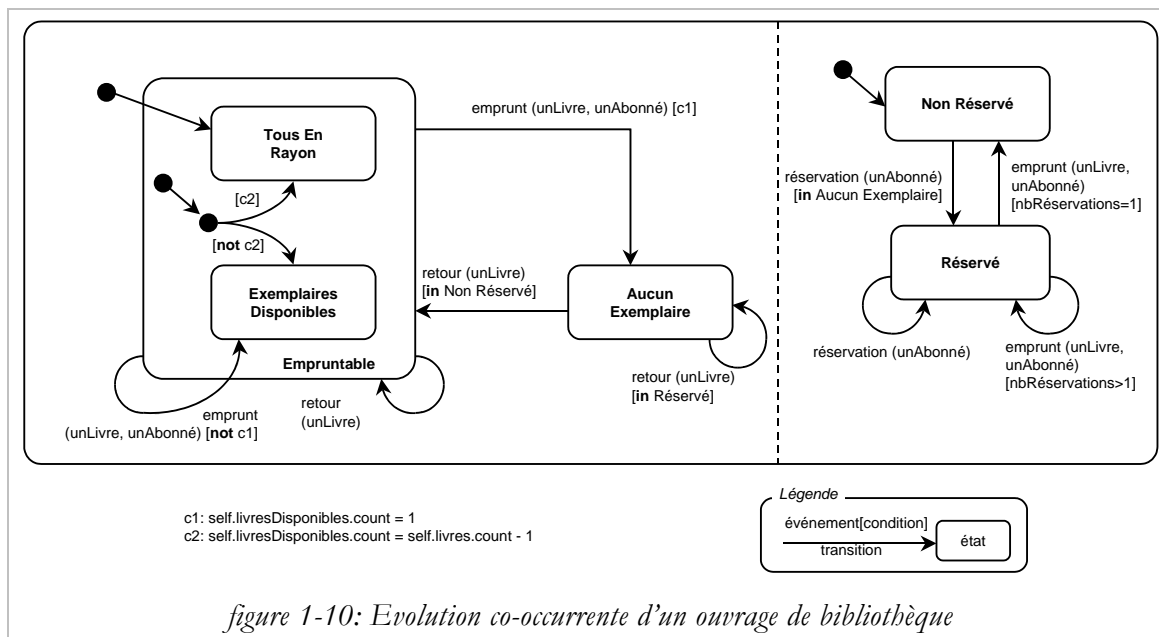 Tous En
Rayon
[c2]
[not c2]
Exemplaires
Disponibles
Empruntable
emprunt
(unLivre, unAbonné) [not c1]
retour
(unLivre)
emprunt (unLivre, unAbonné) [c1]
retour (unLivre)
[in Non Réservé]
Aucun
Exemplaire
retour (unLivre)
[in Réservé]
Non Réservé
réservation (unAbonné)
[in Aucun Exemplaire]
emprunt (unLivre,
unAbonné)
[nbRéservations=1]
Réservé
réservation (unAbonné)
emprunt (unLivre,
unAbonné)
[nbRéservations>1]
c1: self.livresDisponibles.count = 1
c2: self.livresDisponibles.count = self.livres.count - 1
Légende
événement[condition]
transition
état
figure 1-10: Evolution co-occurrente d'un ouvrage de bibliothèque